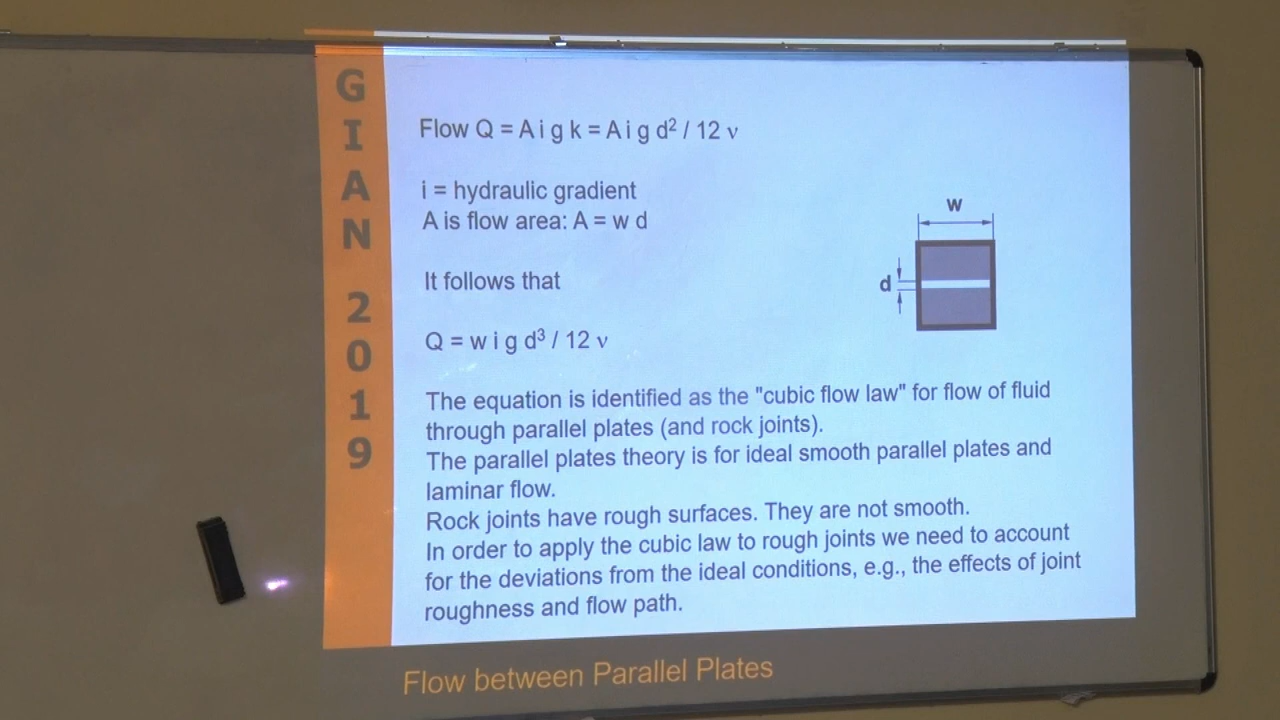 GIAN 2019
Flow Q = A i g k = A i g d² / 12 ν
i = hydraulic gradient
A is flow area: A = w d
It follows that
Q = w i g d³ / 12 ν
w
d
The equation is identified as the "cubic flow law" for flow of fluid
through parallel plates (and rock joints).
The parallel plates theory is for ideal smooth parallel plates and
laminar flow.
Rock joints have rough surfaces. They are not smooth.
In order to apply the cubic law to rough joints we need to account
for the deviations from the ideal conditions, e.g., the effects of joint
roughness and flow path.
Flow between Parallel Plates